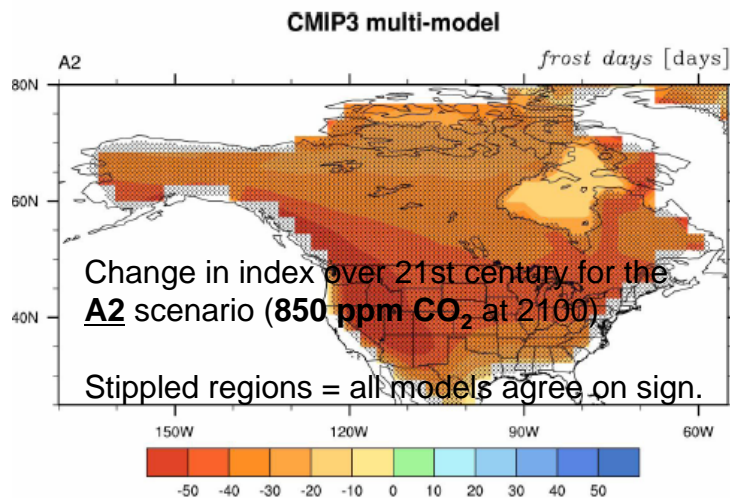 CMIP3 multi-model
A2 frost days [days]
80N
60N
Change in index over 21st century for the
A2 scenario (850 ppm CO₂ at 2100)
40N
Stippled regions = all models agree on sign.
150W 120W 90W 60W
-50 -40 -30 -20 -10 0 10 20 30 40 50